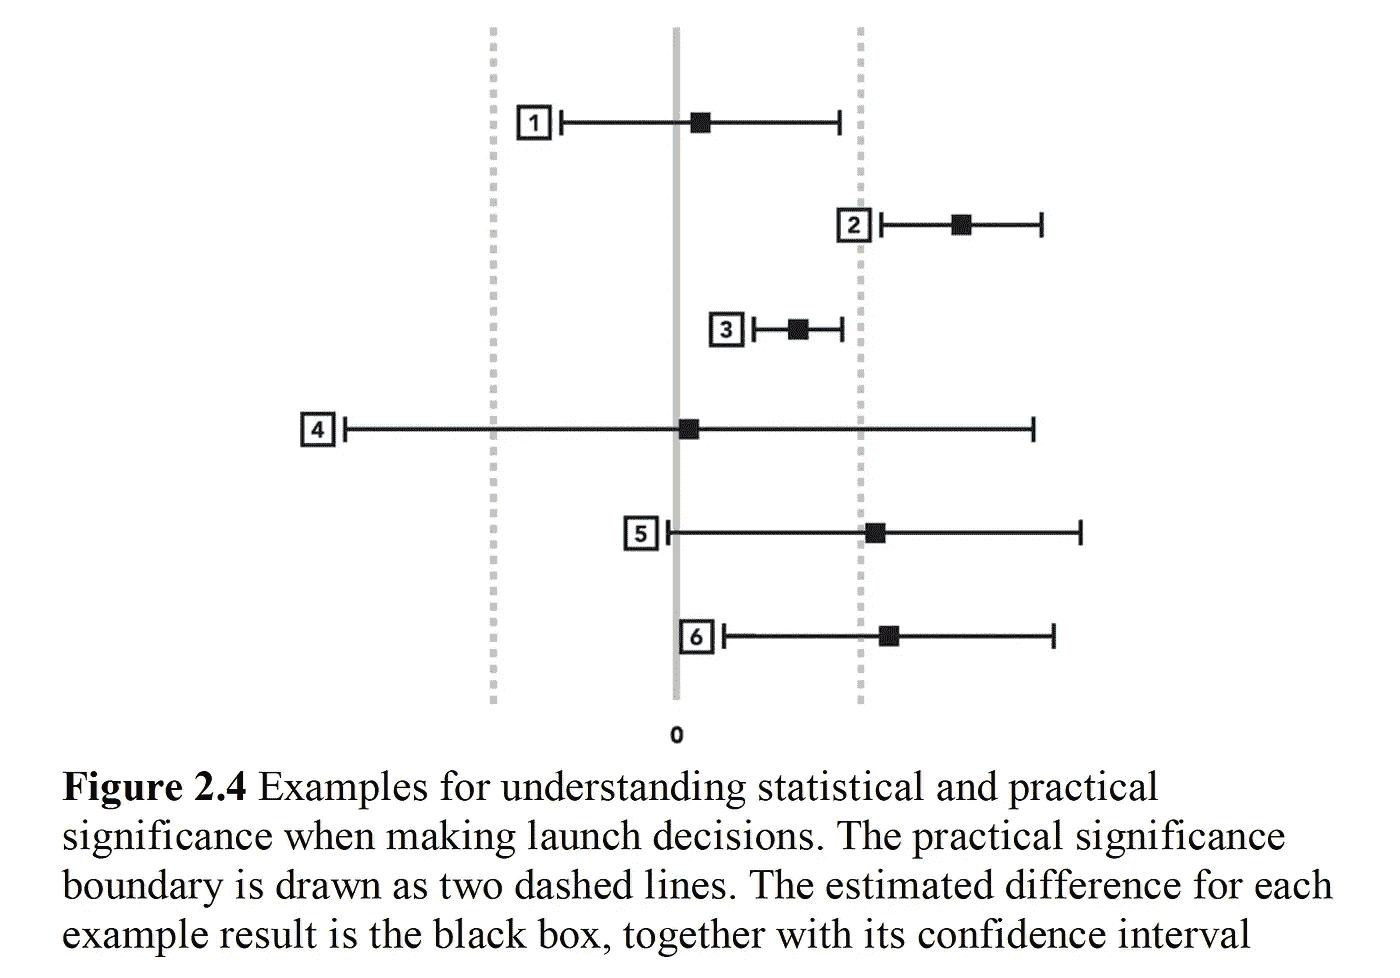 1
2
3
4
5
6
0
Figure 2.4 Examples for understanding statistical and practical
significance when making launch decisions. The practical significance
boundary is drawn as two dashed lines. The estimated difference for each
example result is the black box, together with its confidence interval